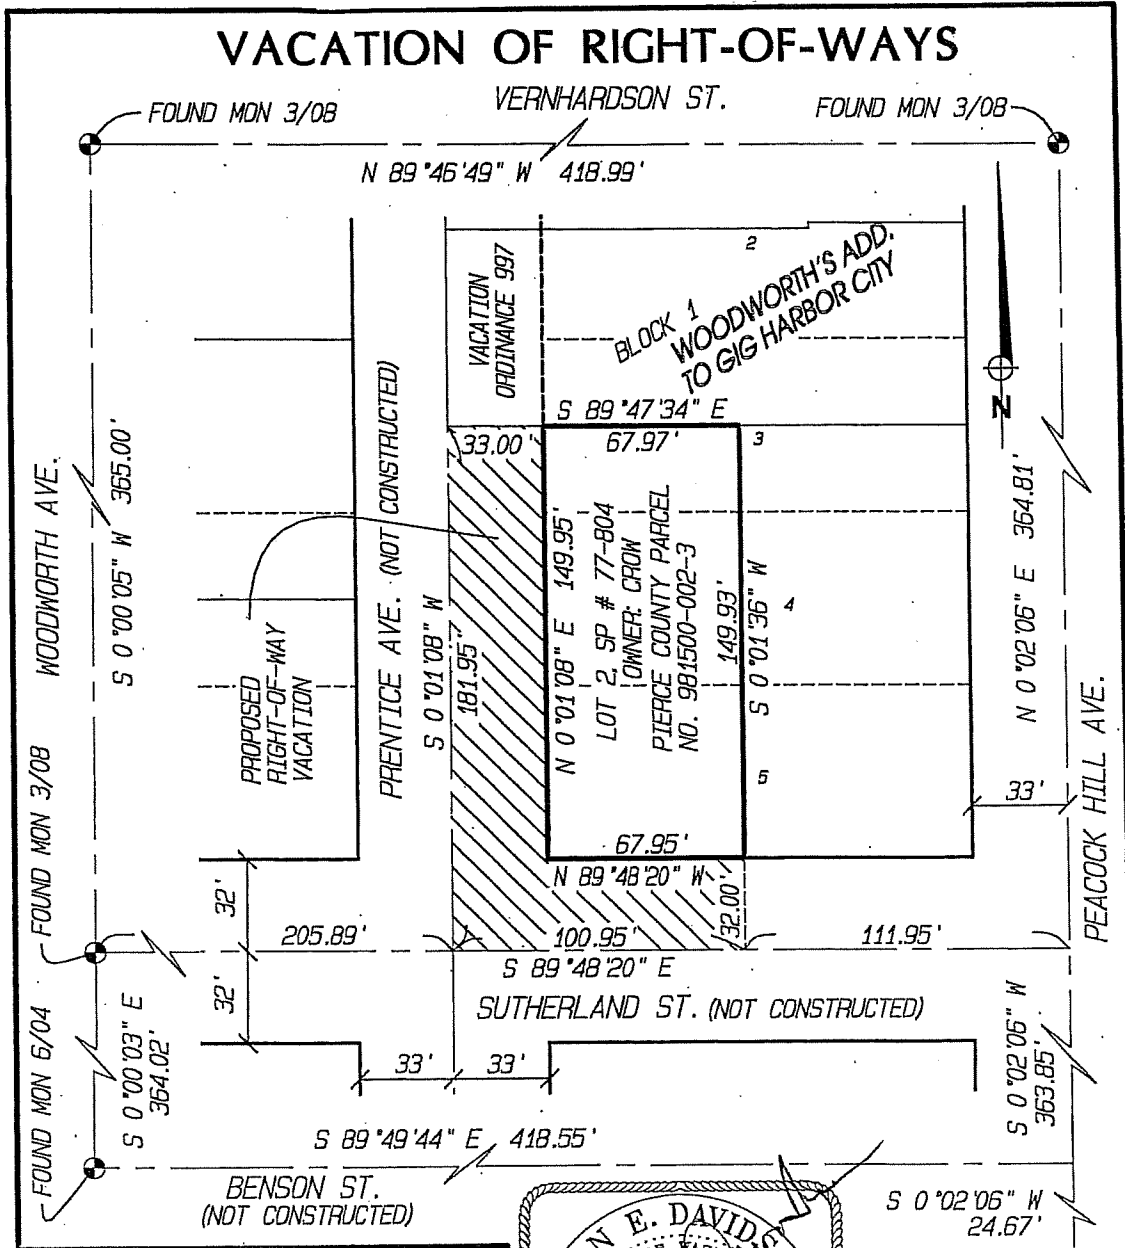 VACATION OF RIGHT-OF-WAYS
VERNHARDSON ST.
FOUND MON 3/08
FOUND MON 3/08
N 89°46'49" W 418.99'
VACATION
ORDINANCE 997
2
BLOCK 1
WOODWORTH'S ADD.
TO GIG HARBOR CITY
S 89°47'34" E
33.00'
67.97'
3
N
WOODWORTH AVE.
S 0°00'05" W 365.00'
PRENTICE AVE. (NOT CONSTRUCTED)
S 0°01'08" W
181.95'
N 0°01'08" E 149.95'
LOT 2, SP # 77-804
OWNER: CROW
PIERCE COUNTY PARCEL
NO. 981500-002-3
149.93'
S 0°01'36" W
4
N 0°02'06" E 364.81'
PROPOSED
RIGHT-OF-WAY
VACATION
5
33'
PEACOCK HILL AVE.
FOUND MON 3/08
67.95'
N 89°48'20" W
32'
32.00'
205.89'
100.95'
111.95'
S 89°48'20" E
32'
SUTHERLAND ST. (NOT CONSTRUCTED)
FOUND MON 6/04
S 0°00'03" E
364.02'
33'
33'
S 0°02'06" W
363.85'
S 89°49'44" E 418.55'
BENSON ST.
(NOT CONSTRUCTED)
S 0°02'06" W
24.67'
N E. DAVIDS